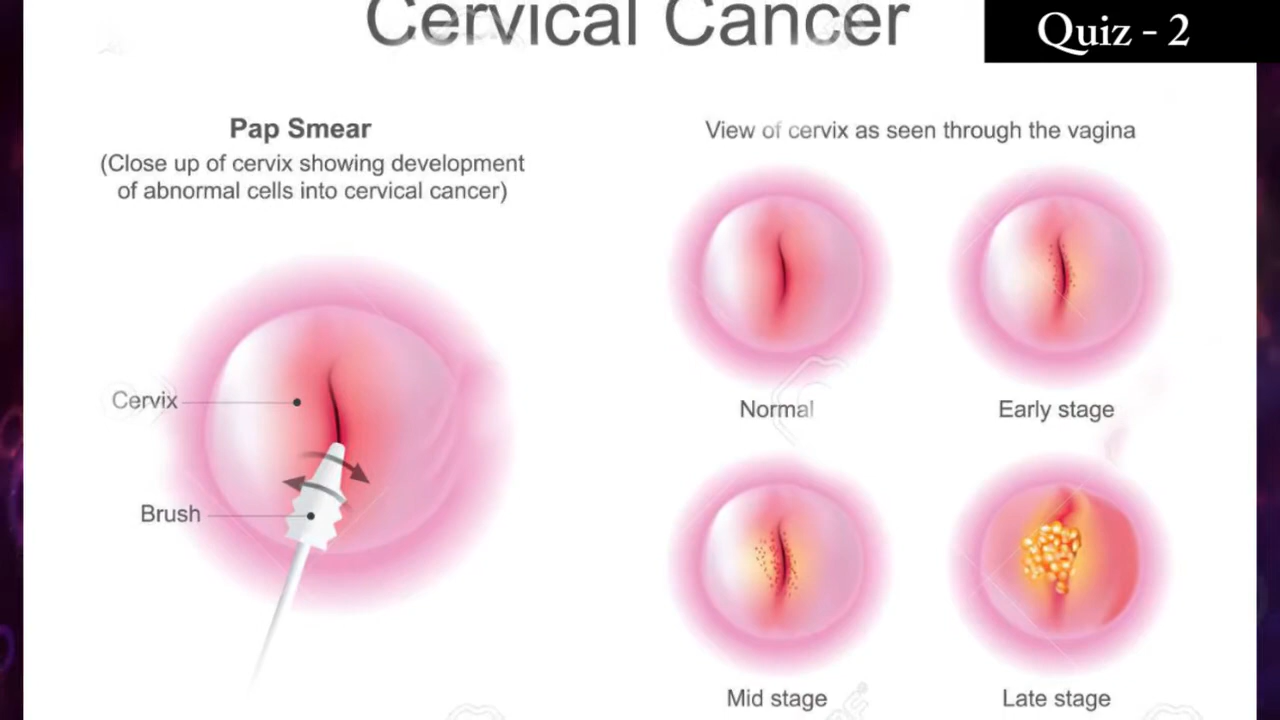 Cervical Cancer
Quiz - 2
Pap Smear
(Close up of cervix showing development
of abnormal cells into cervical cancer)
Cervix
Brush
View of cervix as seen through the vagina
Normal
Early stage
Mid stage
Late stage